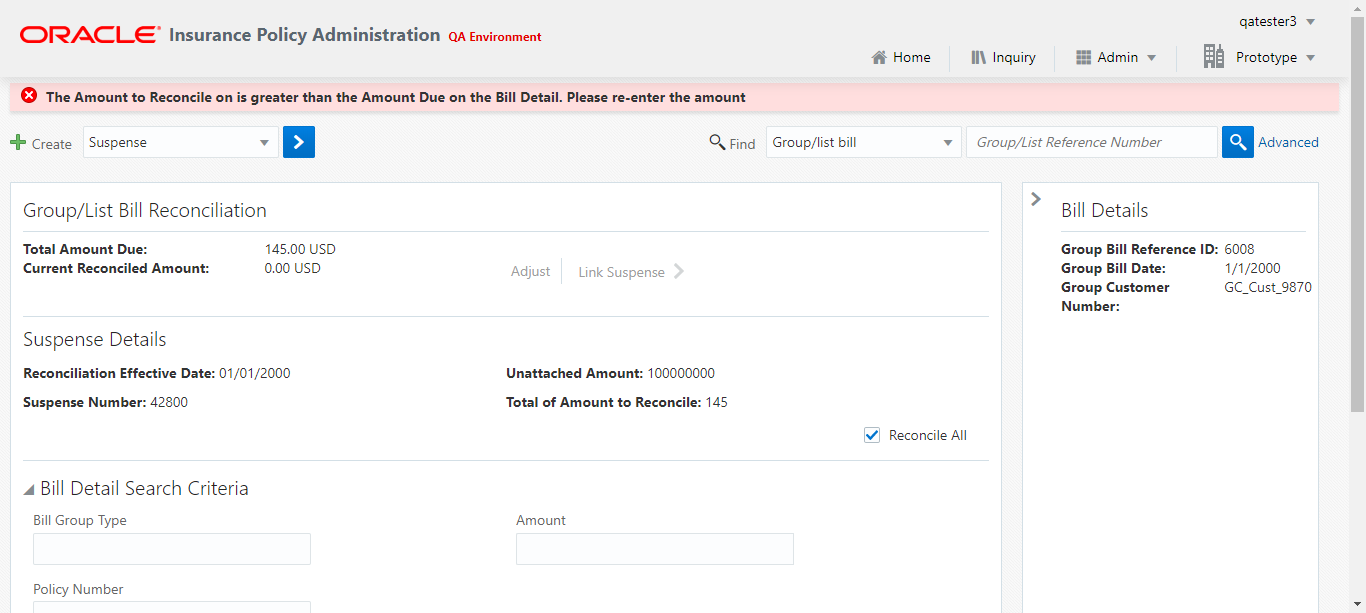 qatester3
ORACLE Insurance Policy Administration QA Environment
Home Inquiry Admin Prototype
The Amount to Reconcile on is greater than the Amount Due on the Bill Detail. Please re-enter the amount
Create Suspense Find Group/list bill Group/List Reference Number Advanced
Group/List Bill Reconciliation
Total Amount Due: 145.00 USD
Current Reconciled Amount: 0.00 USD
Adjust Link Suspense
Suspense Details
Reconciliation Effective Date: 01/01/2000 Unattached Amount: 100000000
Suspense Number: 42800 Total of Amount to Reconcile: 145
Reconcile All
Bill Detail Search Criteria
Bill Group Type Amount
Policy Number
Bill Details
Group Bill Reference ID: 6008
Group Bill Date: 1/1/2000
Group Customer GC_Cust_9870
Number: